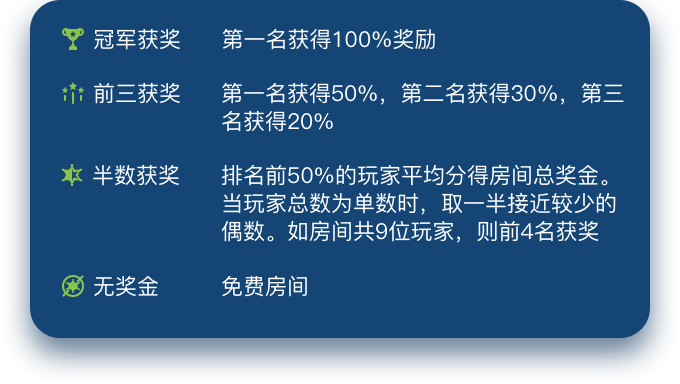 冠军获奖 第一名获得100%奖励
前三获奖 第一名获得50%，第二名获得30%，第三
名获得20%
半数获奖 排名前50%的玩家平均分得房间总奖金。
当玩家总数为单数时，取一半接近较少的
偶数。如房间共9位玩家，则前4名获奖
无奖金 免费房间